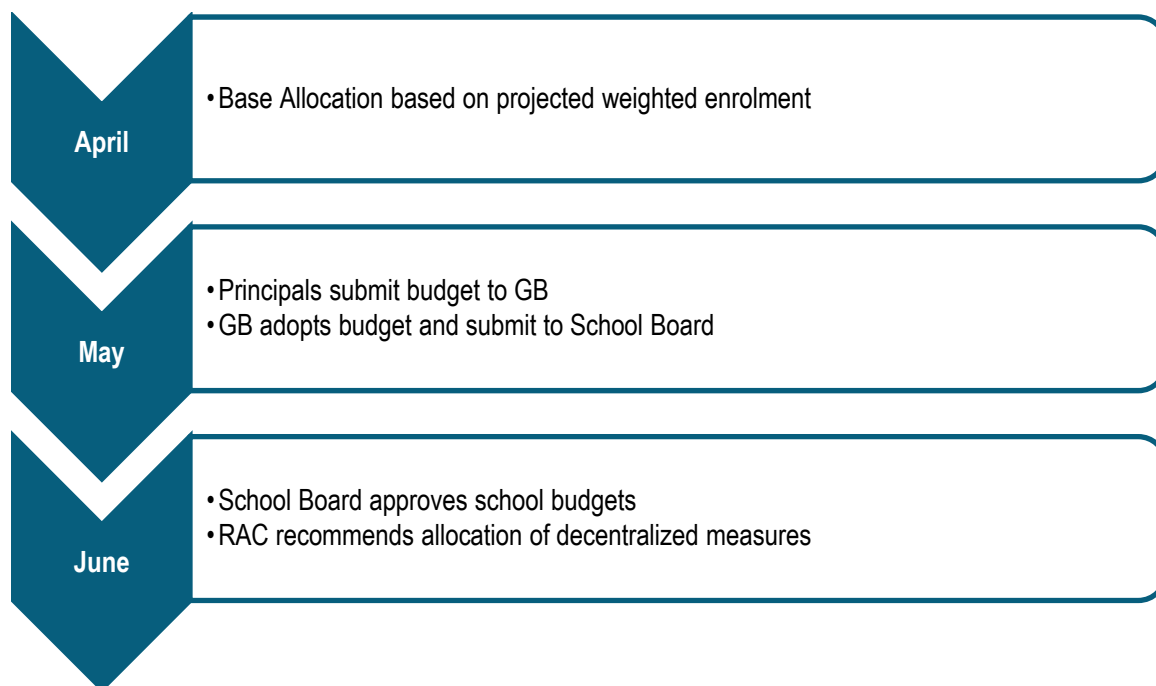 April
•Base Allocation based on projected weighted enrolment
May
•Principals submit budget to GB
•GB adopts budget and submit to School Board
June
•School Board approves school budgets
•RAC recommends allocation of decentralized measures